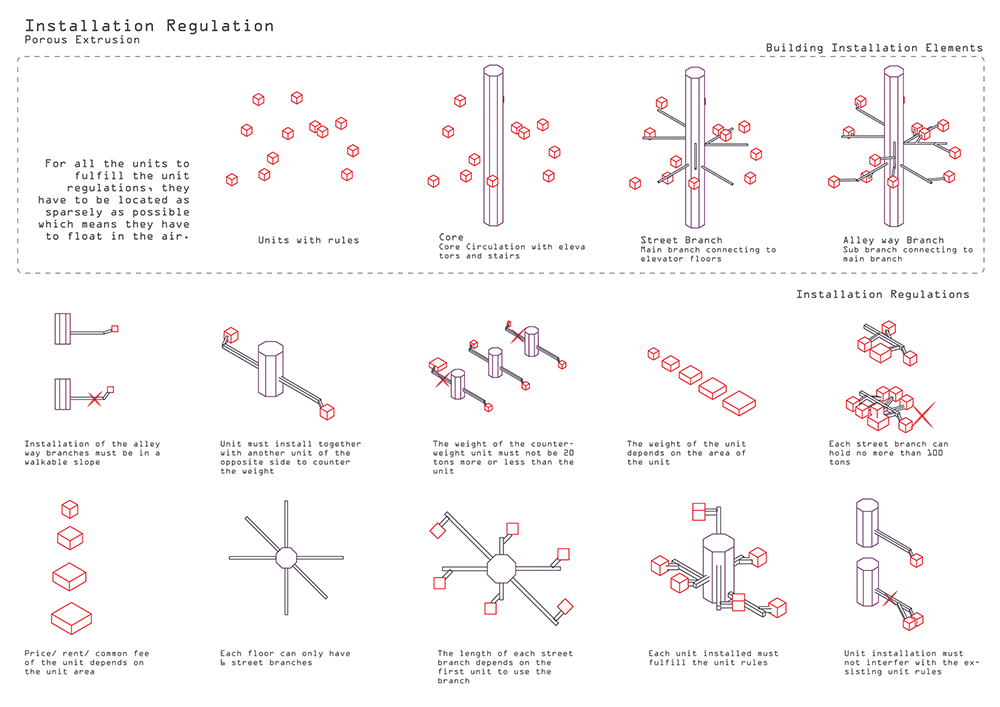 Installation Regulation
Porous Extrusion
Building Installation Elements
For all the units to
fulfill the unit
regulations, they
have to be located as
sparsely as possible
which means they have
to float in the air.
Units with rules
Core
Core Circulation with eleva
tors and stairs
Street Branch
Main branch connecting to
elevator floors
Alley way Branch
Sub branch connecting to
main branch
Installation Regulations
Installation of the alley
way branches must be in a
walkable slope
Unit must install together
with another unit of the
opposite side to counter
the weight
The weight of the counter-
weight unit must not be 20
tons more or less than the
unit
The weight of the unit
depends on the area of
the unit
Each street branch can
hold no more than 100
tons
Price/ rent/ common fee
of the unit depends on
the unit area
Each floor can only have
6 street branches
The length of each street
branch depends on the
first unit to use the
branch
Each unit installed must
fulfill the unit rules
Unit installation must
not interfer with the ex-
sisting unit rules